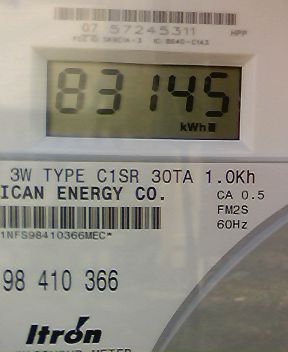 07 57245311
HPP
83145
kWh
3W TYPE C1SR 30TA 1.0Kh
ICAN ENERGY CO.
CA 0.5
FM2S
60Hz
1NFS98410366MEC*
98 410 366
Itron